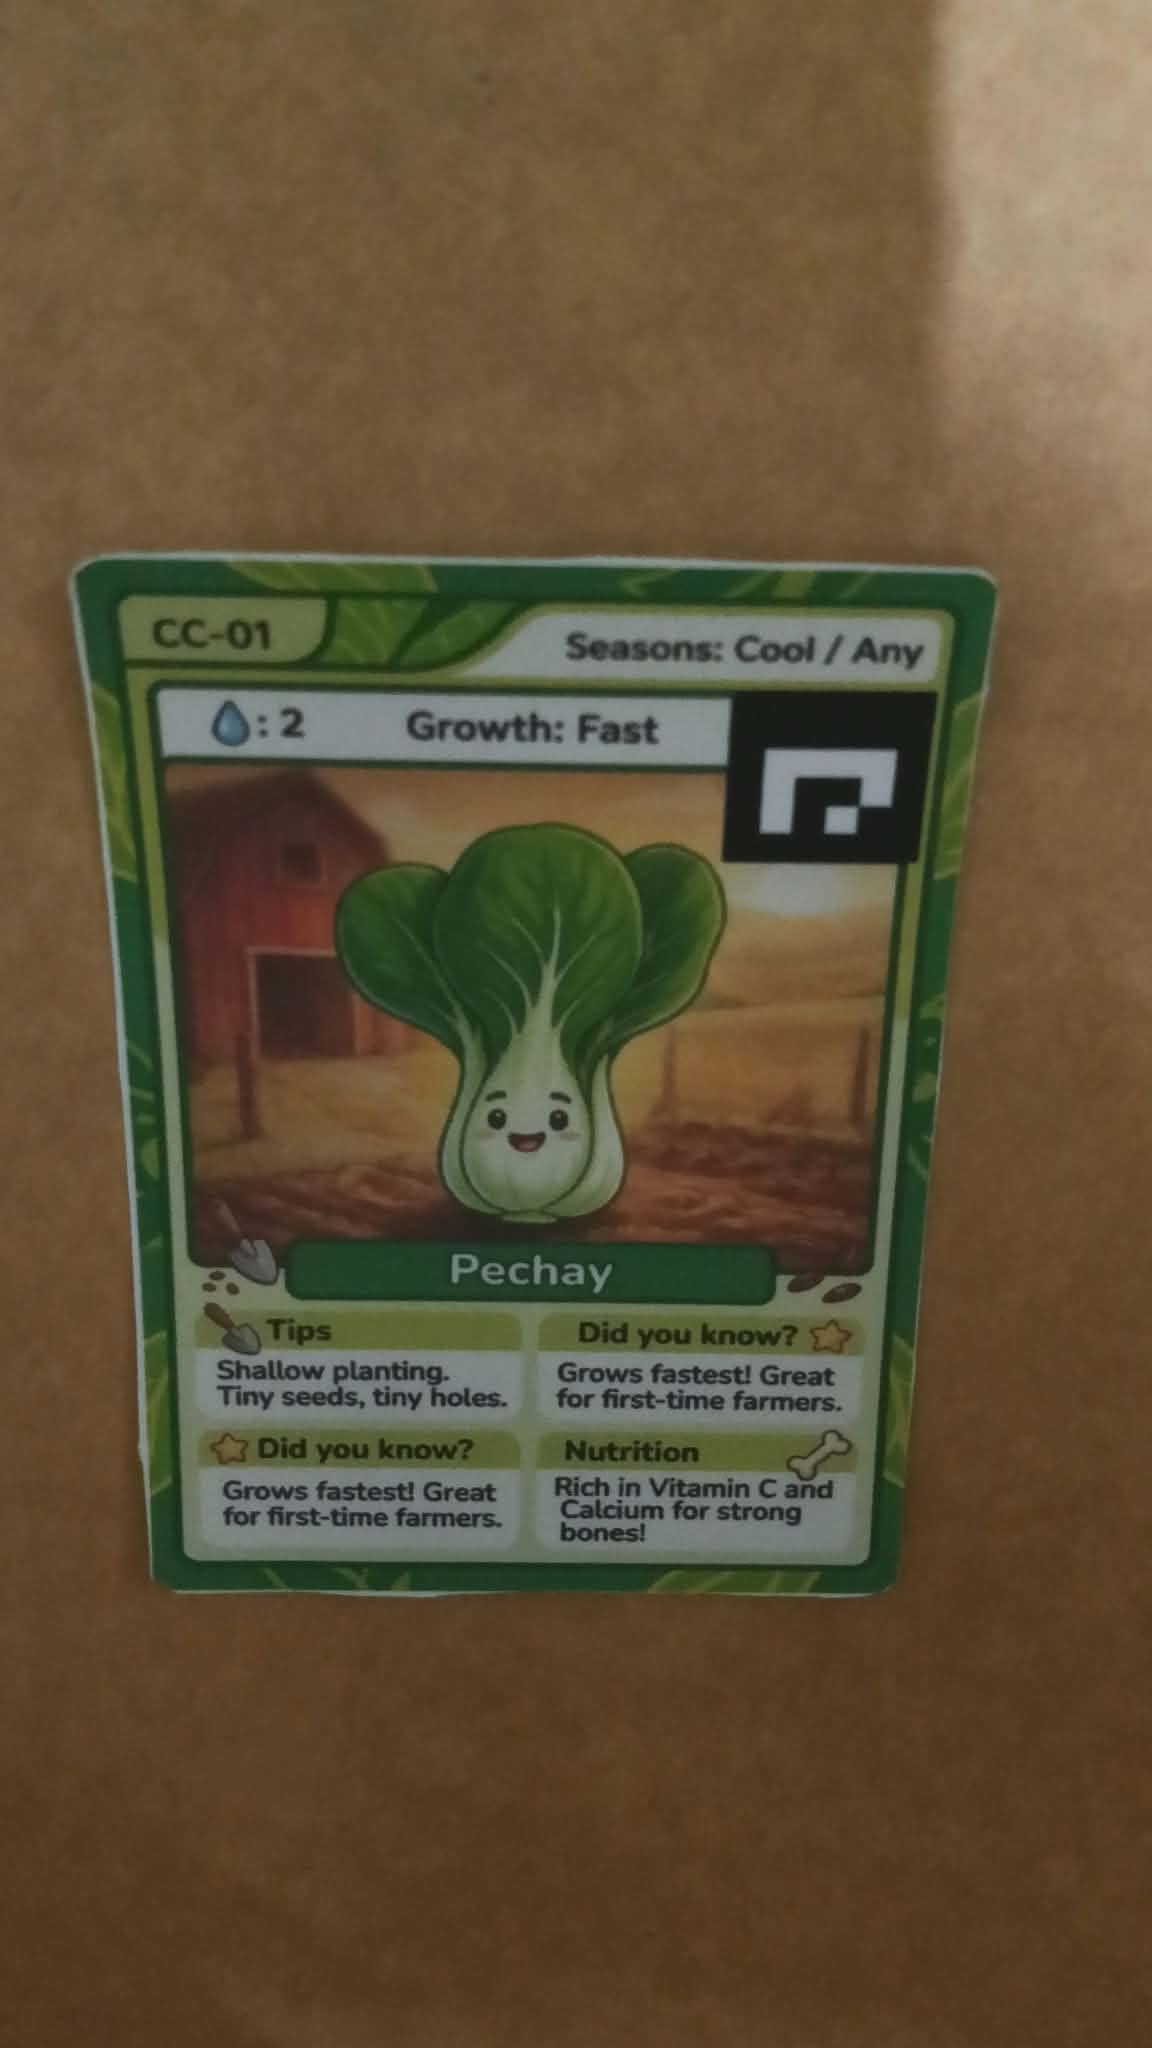 CC-01
Seasons: Cool / Any
: 2
Growth: Fast
Pechay
Tips
Shallow planting.
Tiny seeds, tiny holes.
Did you know?
Grows fastest! Great
for first-time farmers.
Did you know?
Grows fastest! Great
for first-time farmers.
Nutrition
Rich in Vitamin C and
Calcium for strong
bones!